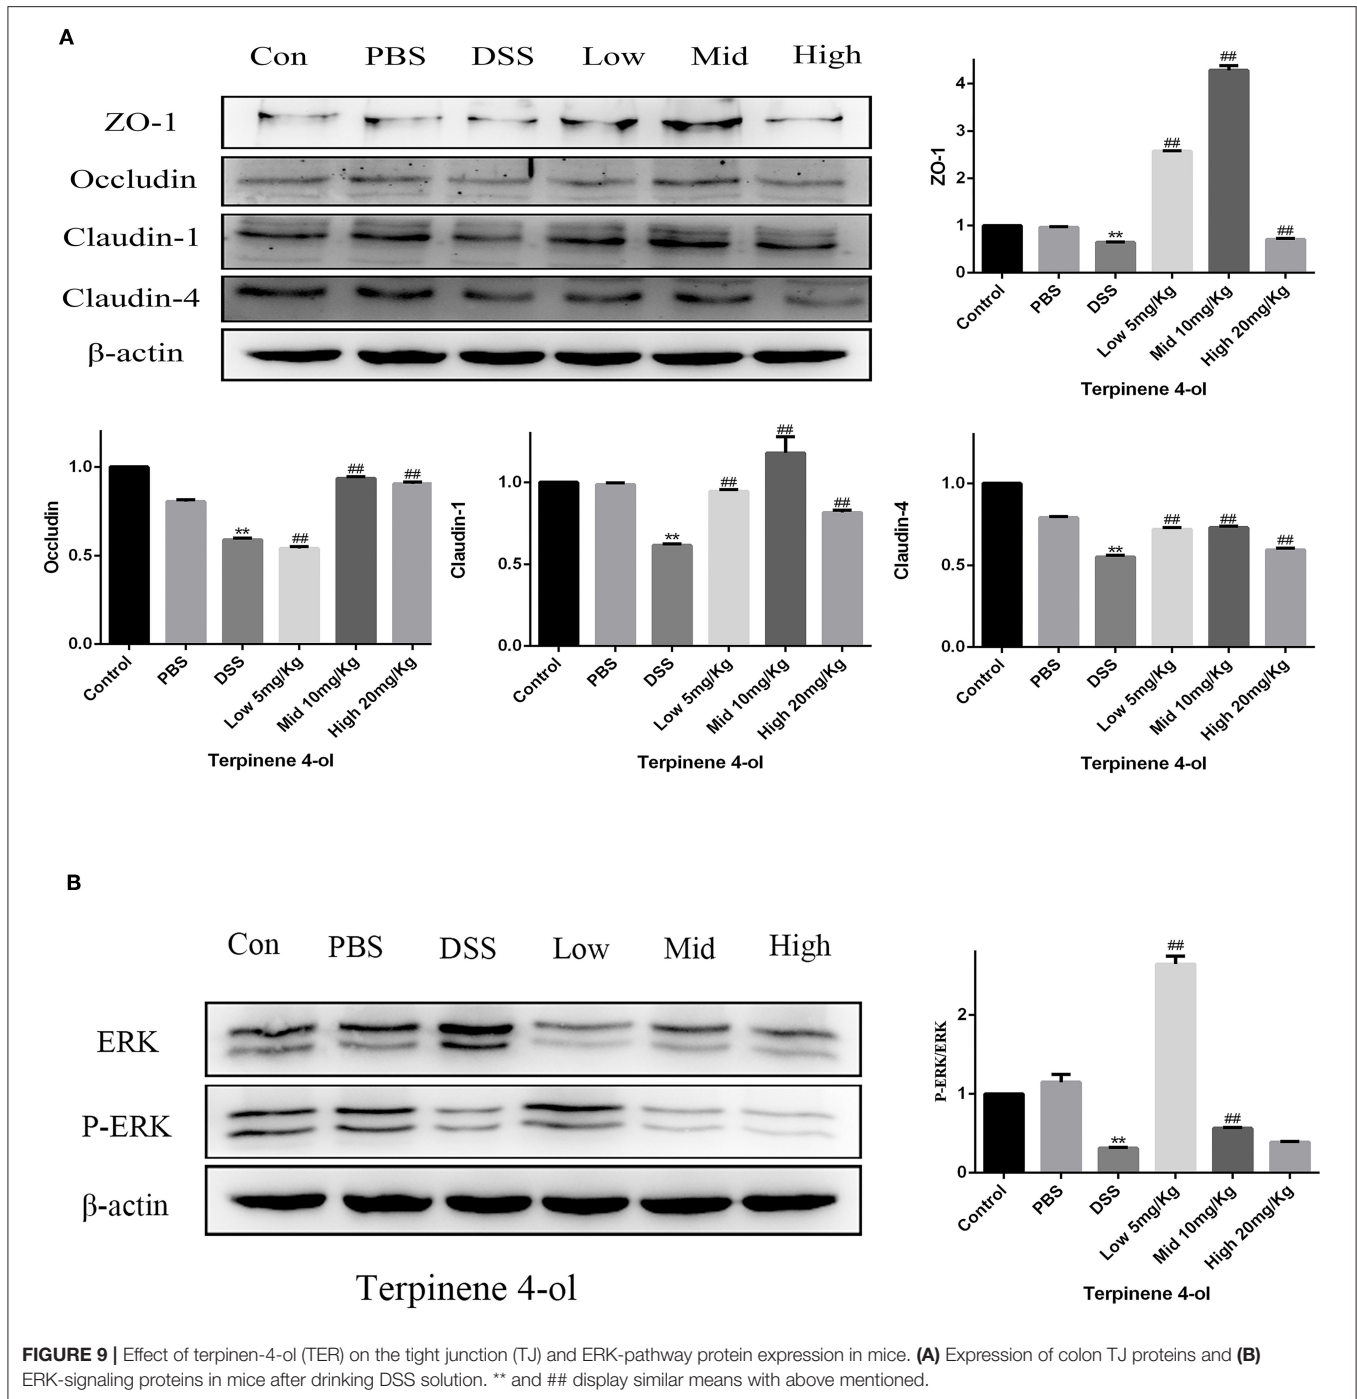 A
Con PBS DSS Low Mid High
ZO-1
Occludin
Claudin-1
Claudin-4
β-actin
ZO-1
4
3
2
1
0
##
##
**
##
Control PBS DSS Low 5mg/Kg Mid 10mg/Kg High 20mg/Kg
Terpinene 4-ol
Occludin
1.0
0.5
0.0
** ## ## ##
Control PBS DSS Low 5mg/Kg Mid 10mg/Kg High 20mg/Kg
Terpinene 4-ol
Claudin-1
1.0
0.5
0.0
** ## ## ##
Control PBS DSS Low 5mg/Kg Mid 10mg/Kg High 20mg/Kg
Terpinene 4-ol
Claudin-4
1.0
0.5
0.0
** ## ## ##
Control PBS DSS Low 5mg/Kg Mid 10mg/Kg High 20mg/Kg
Terpinene 4-ol
B
Con PBS DSS Low Mid High
ERK
P-ERK
β-actin
Terpinene 4-ol
P-ERK/ERK
2
1
0
** ## ##
Control PBS DSS Low 5mg/Kg Mid 10mg/Kg High 20mg/Kg
Terpinene 4-ol
FIGURE 9 | Effect of terpinen-4-ol (TER) on the tight junction (TJ) and ERK-pathway protein expression in mice. (A) Expression of colon TJ proteins and (B)
ERK-signaling proteins in mice after drinking DSS solution. ** and ## display similar means with above mentioned.